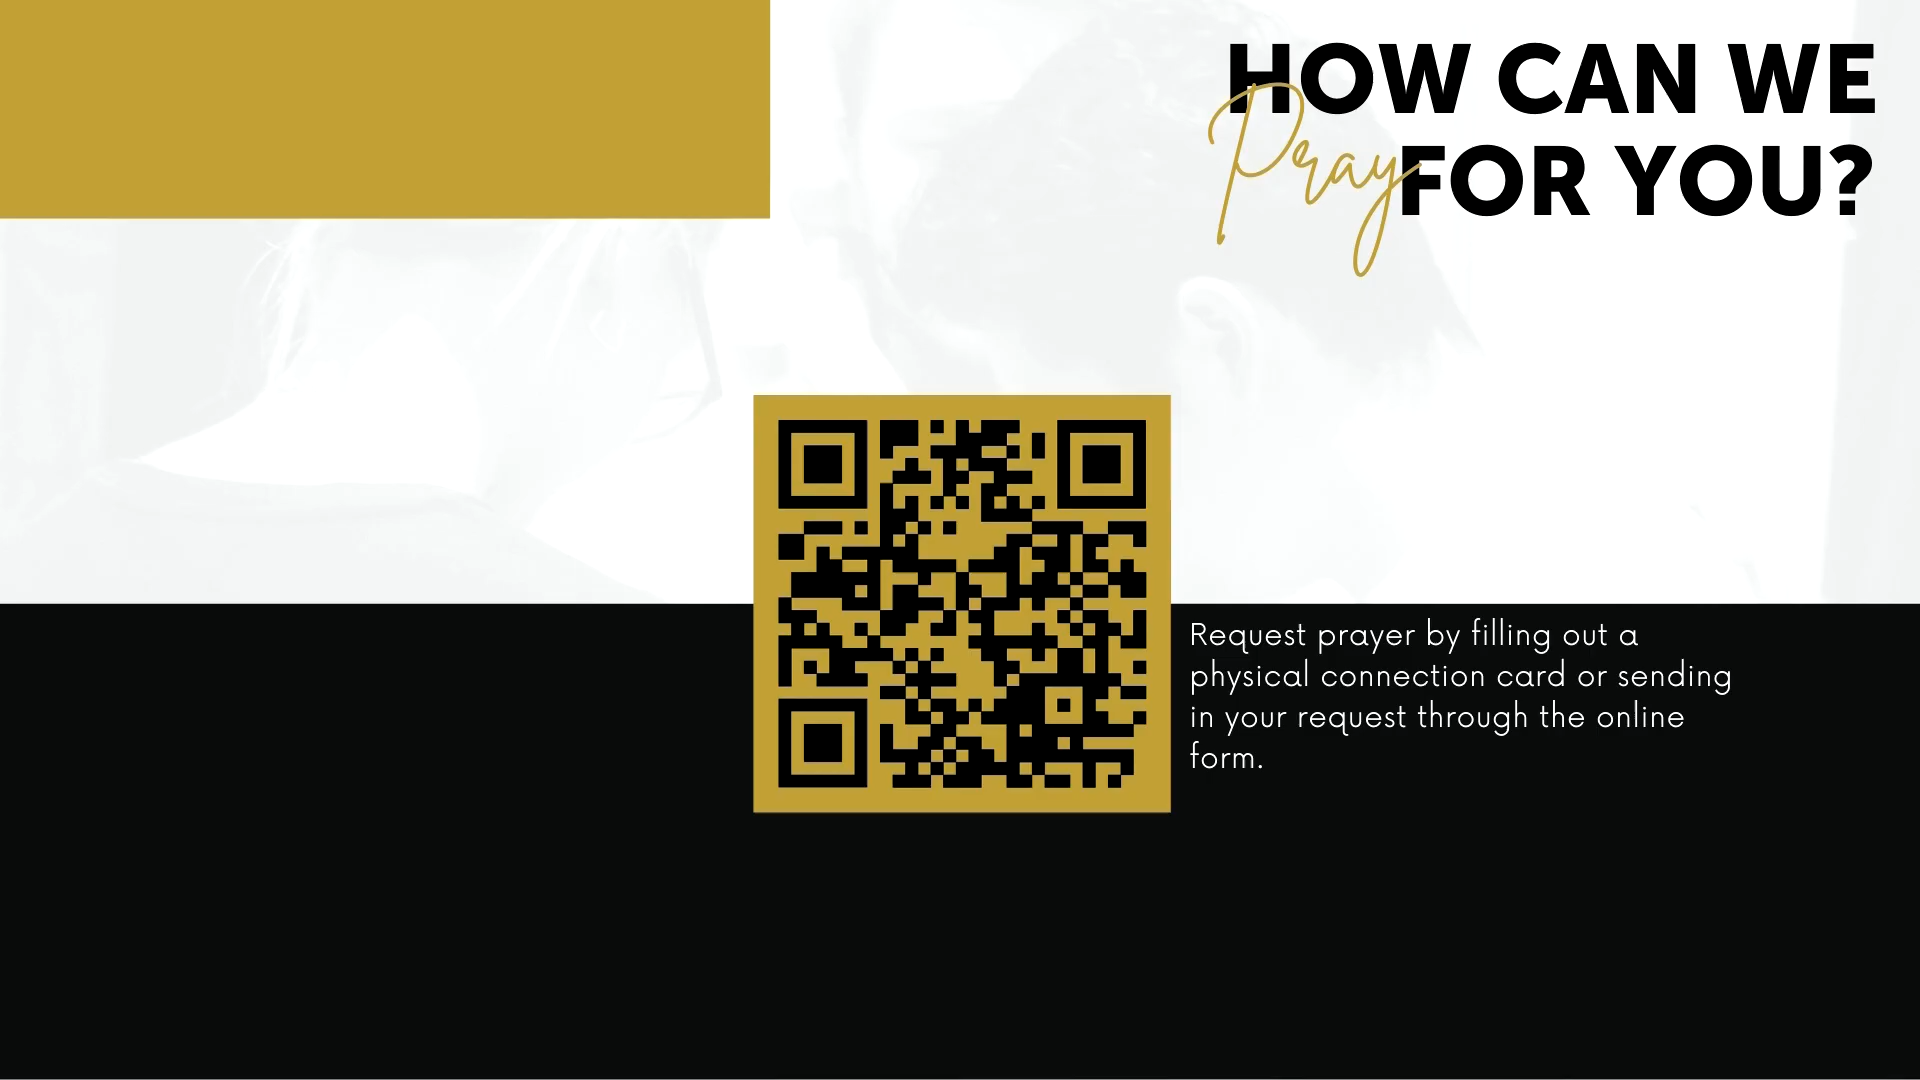 HOW CAN WE
Pray FOR YOU?
Request prayer by filling out a
physical connection card or sending
in your request through the online
form.